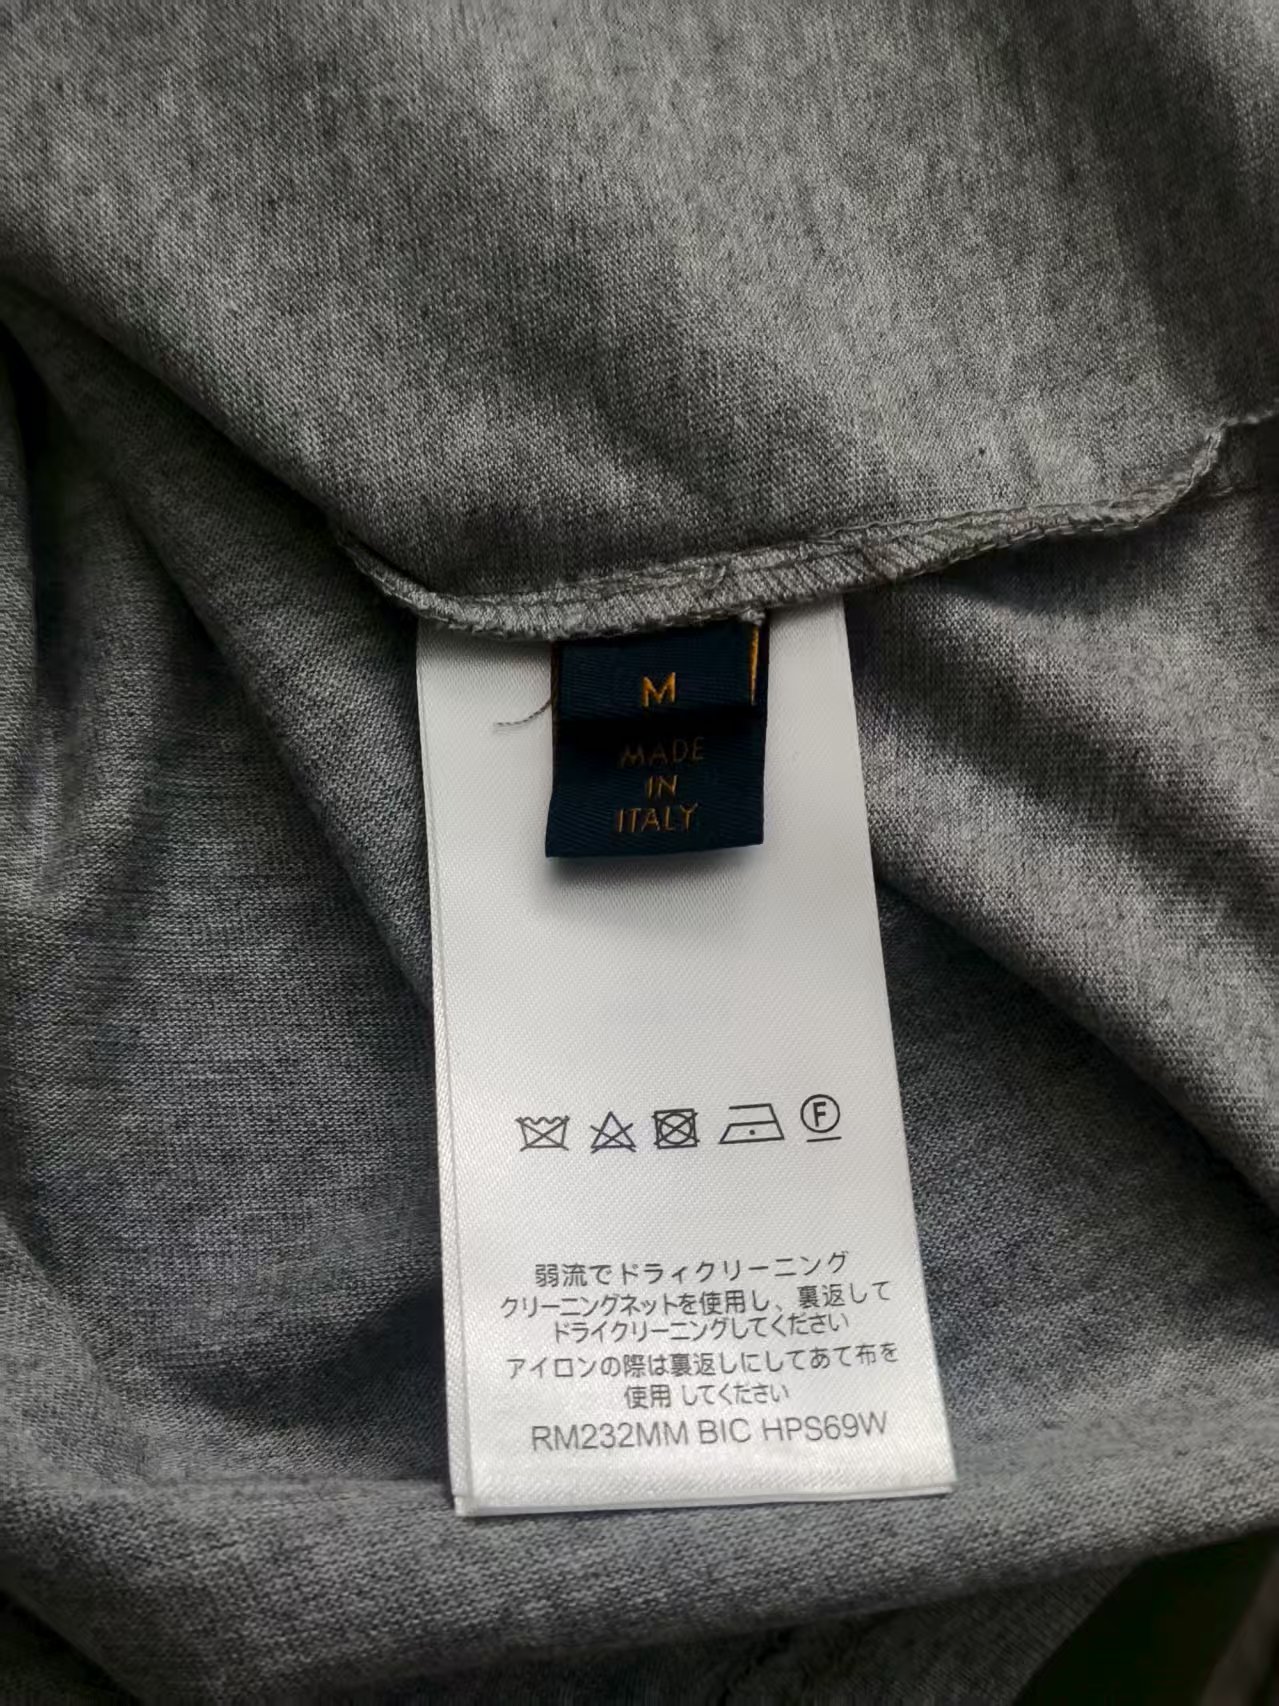 M
MADE
IN
ITALY
F
弱流でドライクリーニング
クリーニングネットを使用し、裏返して
ドライクリーニングしてください
アイロンの際は裏返しにしてあて布を
使用 してください
RM232MM BIC HPS69W